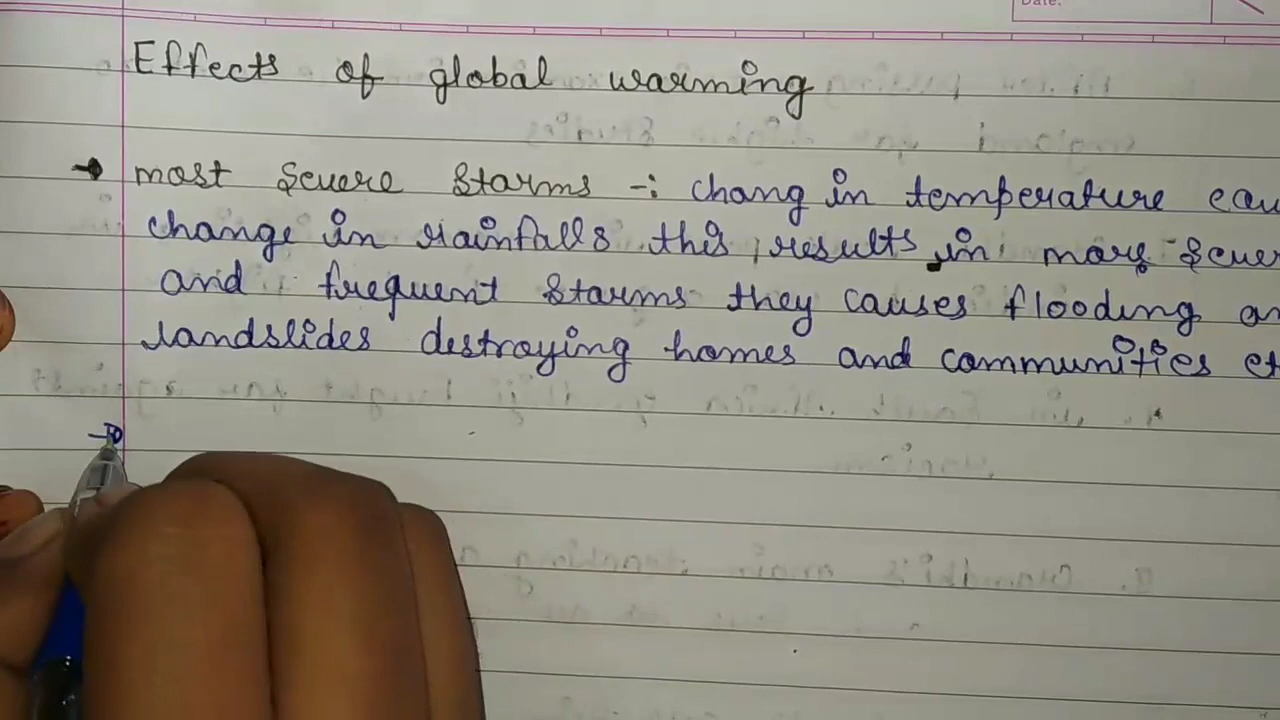 Date:
Effects of global warming
→ most severe storms -: chang in temperature cau
change in rainfalls this results in more sever
and frequent storms they causes flooding an
landslides destroying homes and communities et